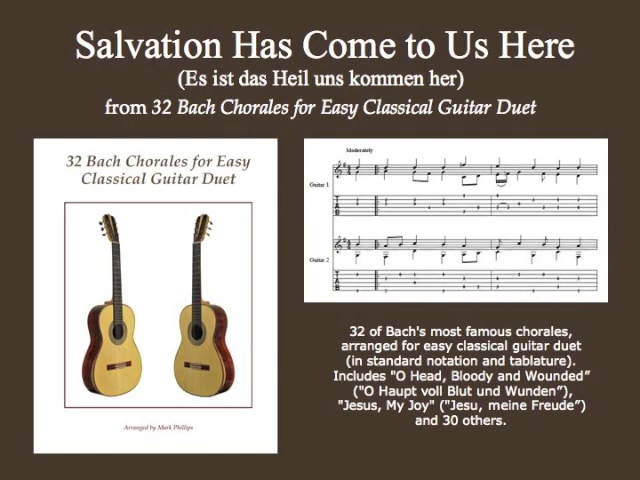 Salvation Has Come to Us Here
(Es ist das Heil uns kommen her)
from 32 Bach Chorales for Easy Classical Guitar Duet
32 Bach Chorales for Easy
Classical Guitar Duet
Arranged by Mark Phillips
Moderately
Guitar 1
Guitar 2
32 of Bach's most famous chorales,
arranged for easy classical guitar duet
(in standard notation and tablature).
Includes "O Head, Bloody and Wounded”
("O Haupt voll Blut und Wunden”),
"Jesus, My Joy" ("Jesu, meine Freude”)
and 30 others.